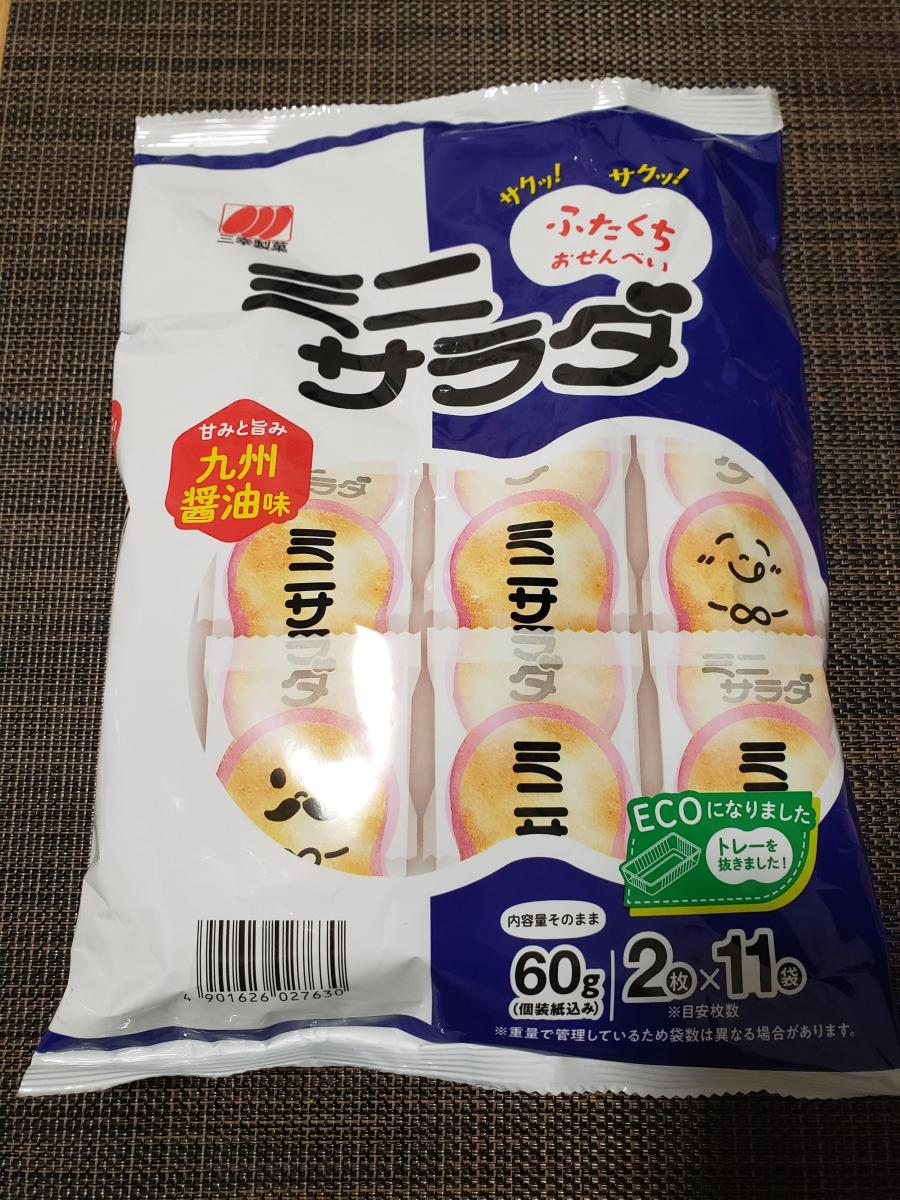 サクッ!
サクッ!
ふたくち
おせんべい
三幸製菓
ミニ
サラダ
甘みと旨み
九州
醤油味
ラダ
ミニサラダ
ミニサラダ
ミニ
サラダ
ミニ
ミニ
ECOになりました
トレーを
抜きました!
内容量そのまま
60g
(個装紙込み)
2枚×11袋
※目安枚数
※重量で管理しているため袋数は異なる場合があります。
4 901626 027630